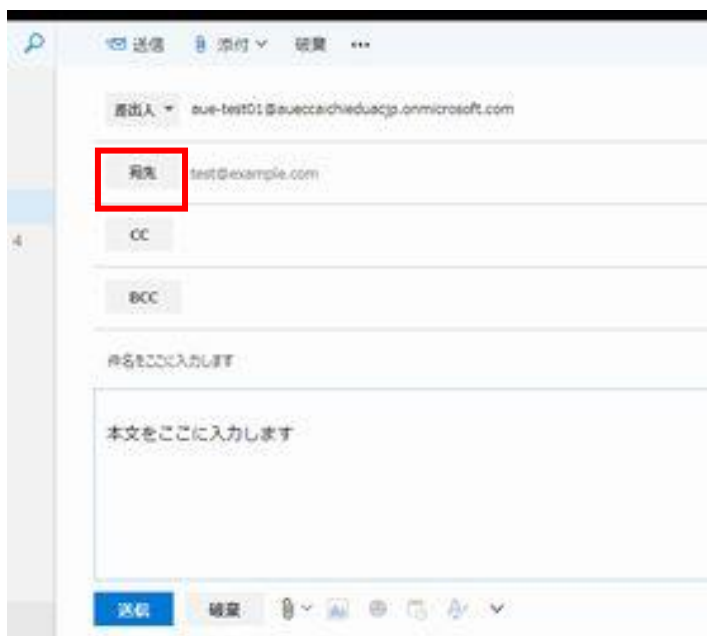 送信 添付 破棄 ...
差出人 aue-test01@aueccaichieduacjp.onmicrosoft.com
宛先 test@example.com
4
CC
BCC
件名をここに入力します
本文をここに入力します
送信 破棄